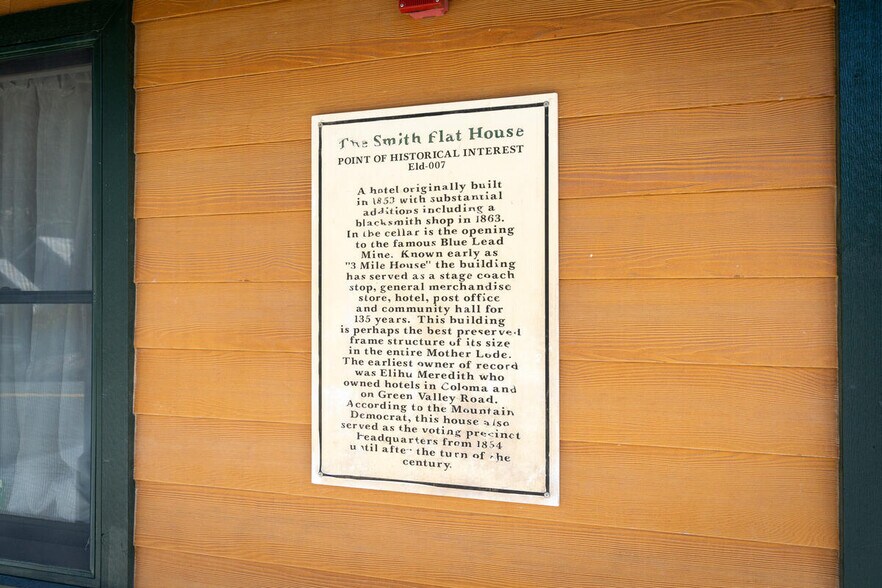 The Smith Flat House
POINT OF HISTORICAL INTEREST
Eld-007
A hotel originally built
in 1853 with substantial
additions including a
blacksmith shop in 1863.
In the cellar is the opening
to the famous Blue Lead
Mine. Known early as
"3 Mile House" the building
has served as a stage coach
stop, general merchandise
store, hotel, post office
and community hall for
135 years. This building
is perhaps the best preserved
frame structure of its size
in the entire Mother Lode.
The earliest owner of record
was Elihu Meredith who
owned hotels in Coloma and
on Green Valley Road.
According to the Mountain
Democrat, this house also
served as the voting precinct
headquarters from 1854
until after the turn of the
century.